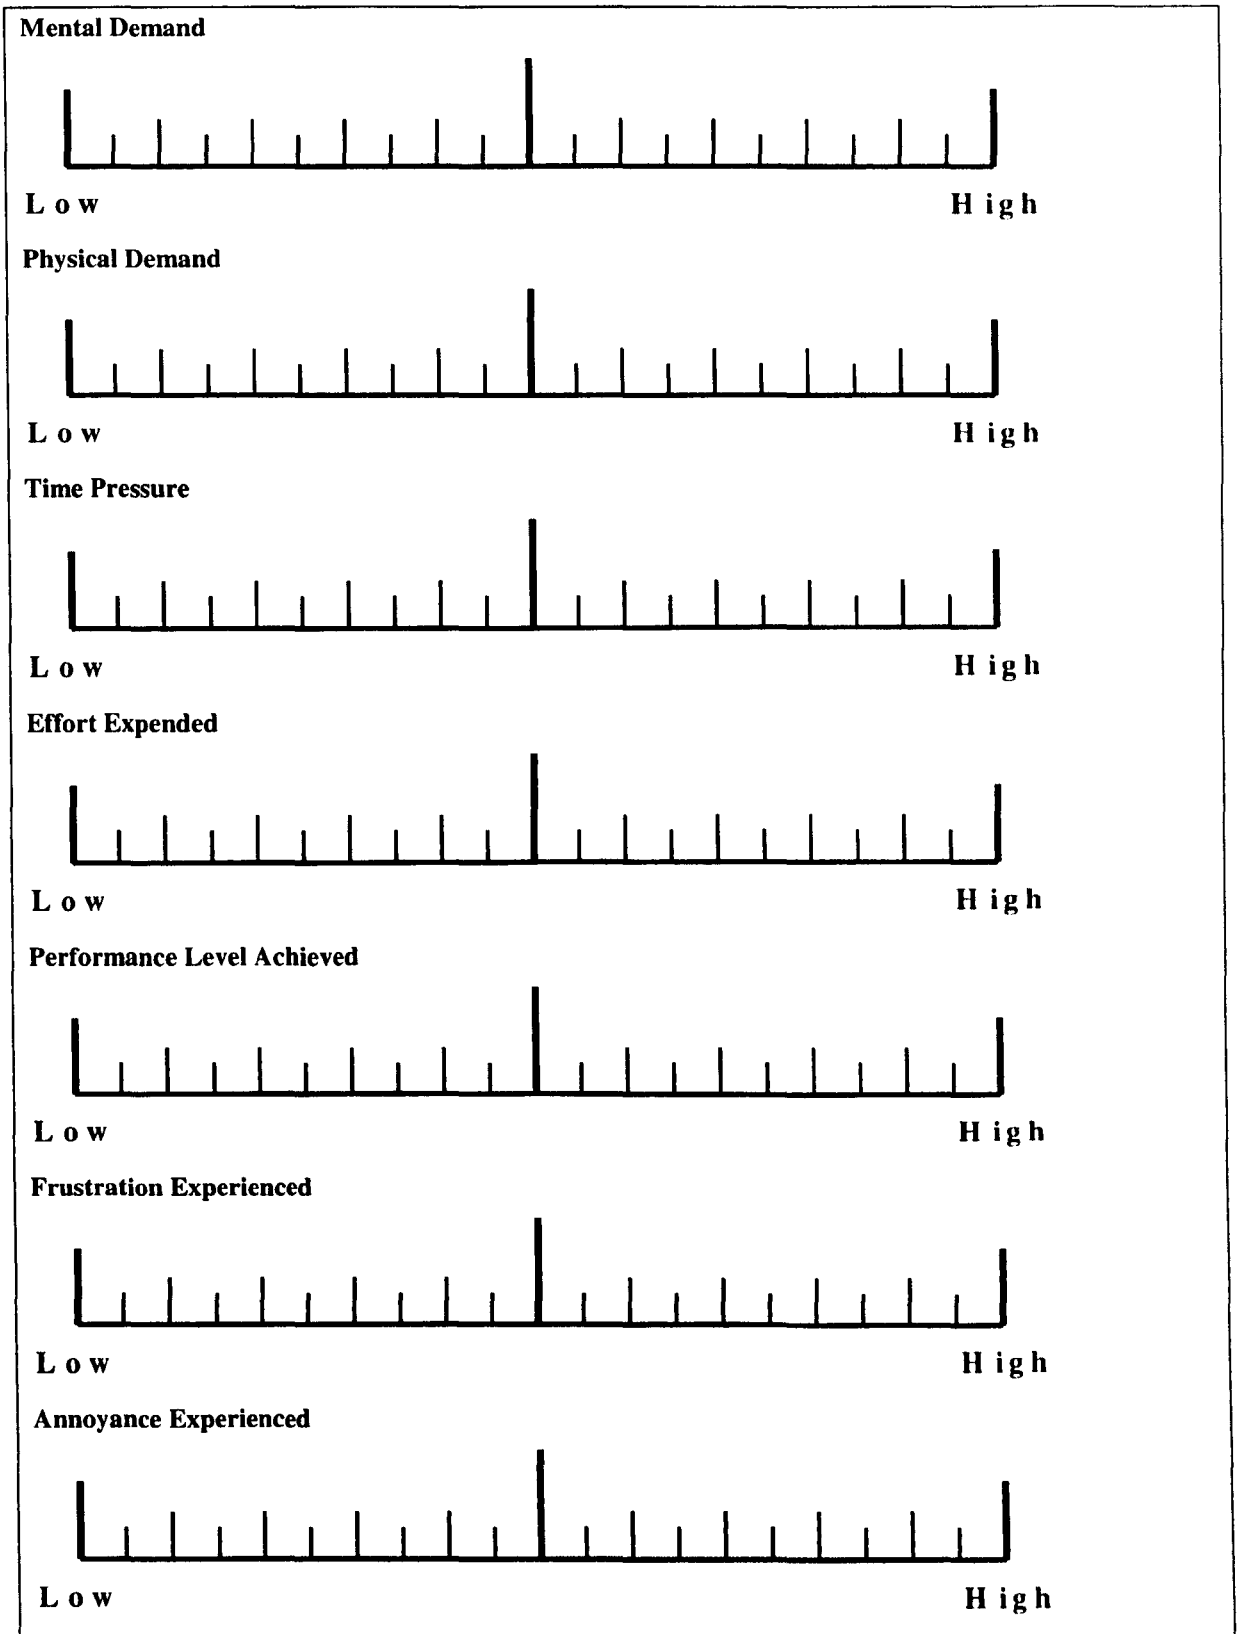 Mental Demand
Low High
Physical Demand
Low High
Time Pressure
Low High
Effort Expended
Low High
Performance Level Achieved
Low High
Frustration Experienced
Low High
Annoyance Experienced
Low High